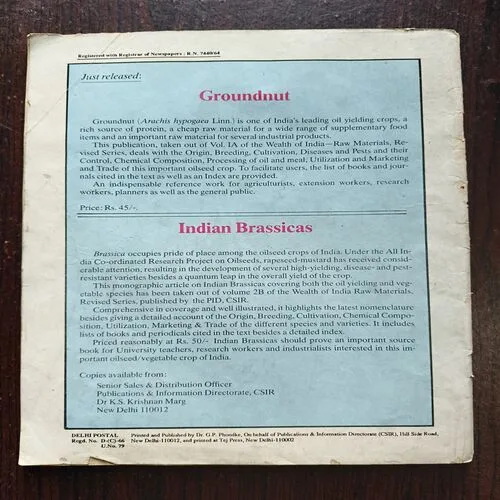 Registered with Registrar of Newspapers : R.N. 7440/64
Just released:
Groundnut
Groundnut (Arachis hypogaea Linn.) is one of India's leading oil yielding crops, a
rich source of protein, a cheap raw material for a wide range of supplementary food
items and an important raw material for several industrial products.
This publication, taken out of Vol. IA of the Wealth of India—Raw Materials, Re-
vised Series, deals with the Origin, Breeding, Cultivation, Diseases and Pests and their
Control, Chemical Composition, Processing of oil and meal, Utilization and Marketing
and Trade of this important oilseed crop. To facilitate users, the list of books and jour-
nals cited in the text as well as an Index are provided.
An indispensable reference work for agriculturists, extension workers, research
workers, planners as well as the general public.
Price: Rs. 45/-.
Indian Brassicas
Brassica occupies pride of place among the oilseed crops of India. Under the All In-
dia Co-ordinated Research Project on Oilseeds, rapeseed-mustard has received consid-
erable attention, resulting in the development of several high-yielding, disease- and pest-
resistant varieties besides a quantum leap in the overall yield of the crop.
This monographic article on Indian Brassicas covering both the oil yielding and veg-
etable species has been taken out of volume 2B of the Wealth of India Raw Materials,
Revised Series, published by the PID, CSIR.
Comprehensive in coverage and well illustrated, it highlights the latest nomenclature
besides giving a detailed account of the Origin, Breeding, Cultivation, Chemical Compo-
sition, Utilization, Marketing & Trade of the different species and varieties. It includes
lists of books and periodicals cited in the text besides a detailed index.
Priced reasonably at Rs. 50/- Indian Brassicas should prove an important source
book for University teachers, research workers and industrialists interested in this im-
portant oilseed/vegetable crop of India.
Copies available from:
Senior Sales & Distribution Officer
Publications & Information Directorate, CSIR
Dr K.S. Krishnan Marg
New Delhi 110012
DELHI POSTAL Printed and Published by Dr. G.P. Phondke, On behalf of Publications & Information Directorate (CSIR), Hill Side Road,
Regd. No. D-(C)-66 New Delhi-110012, and printed at Taj Press, New Delhi-110002
U.No. 79